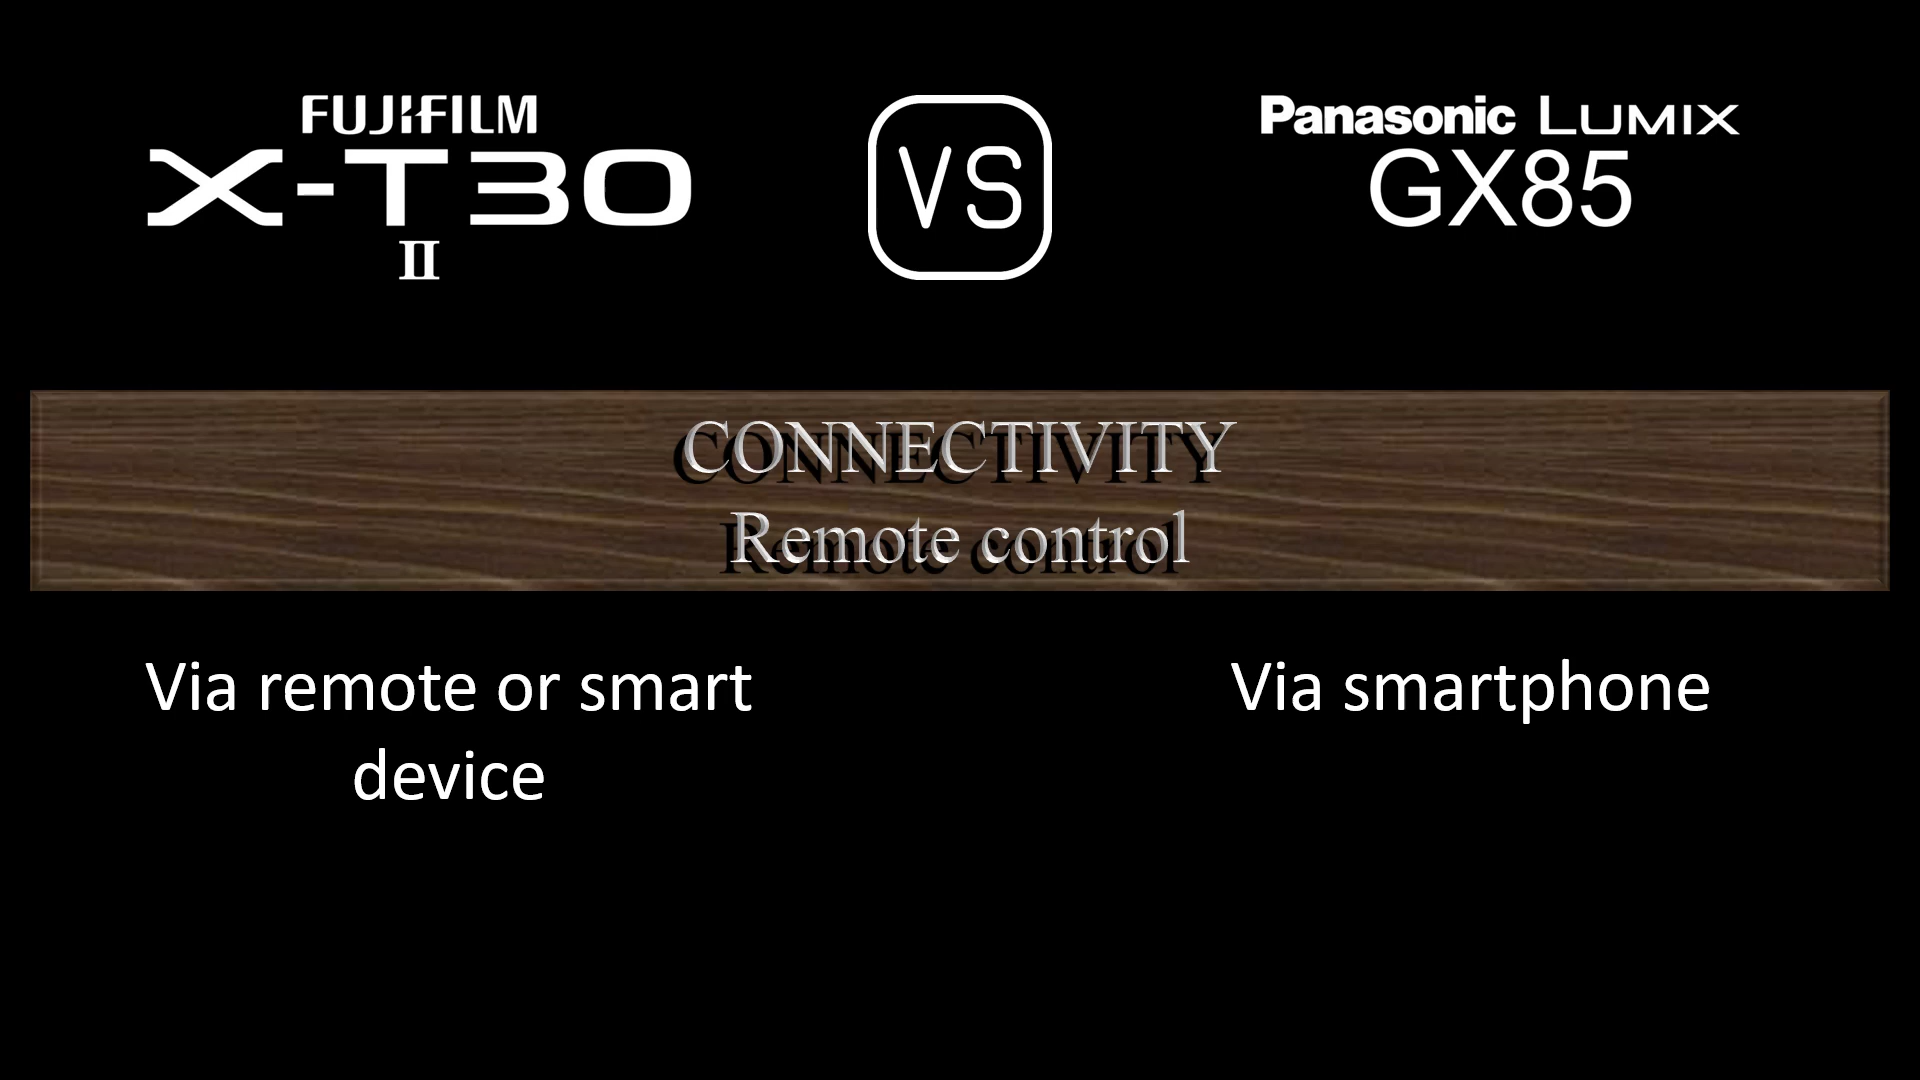 FUJIFILM
X-T30
II
VS
Panasonic LUMIX
GX85
CONNECTIVITY
Remote control
Via remote or smart
device
Via smartphone